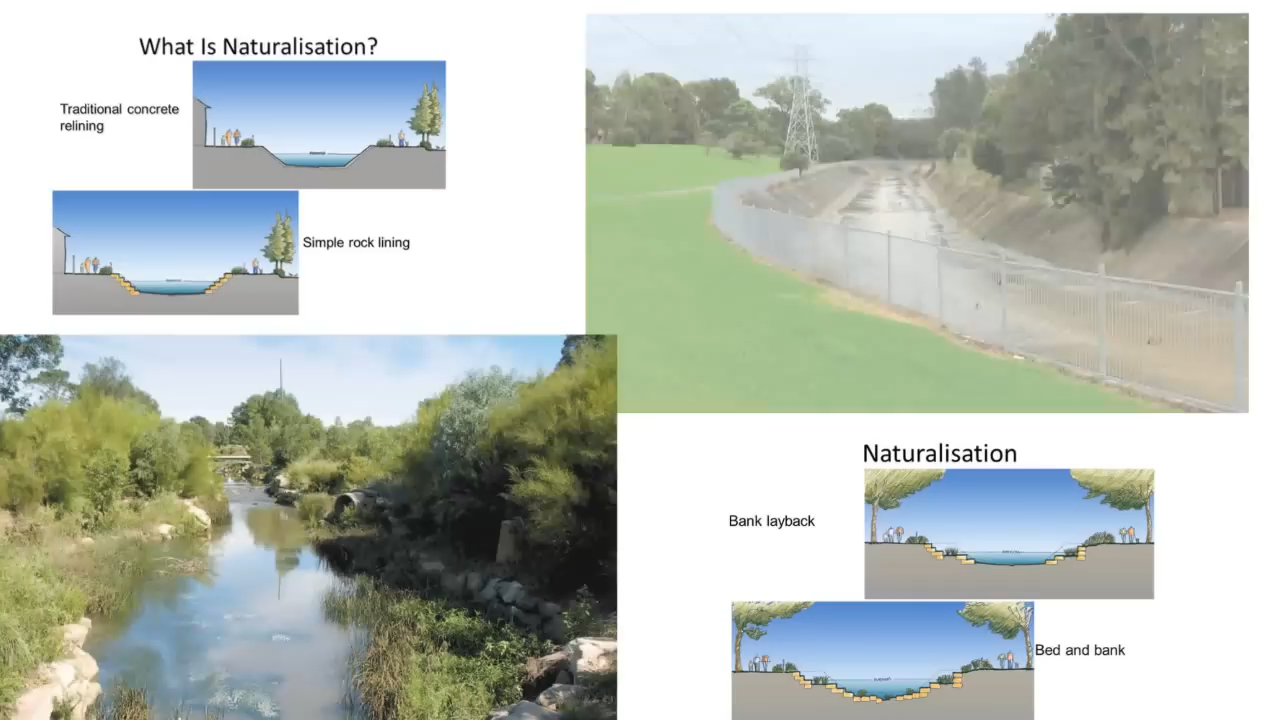 What Is Naturalisation?
Traditional concrete
relining
Simple rock lining
Naturalisation
Bank layback
Bed and bank